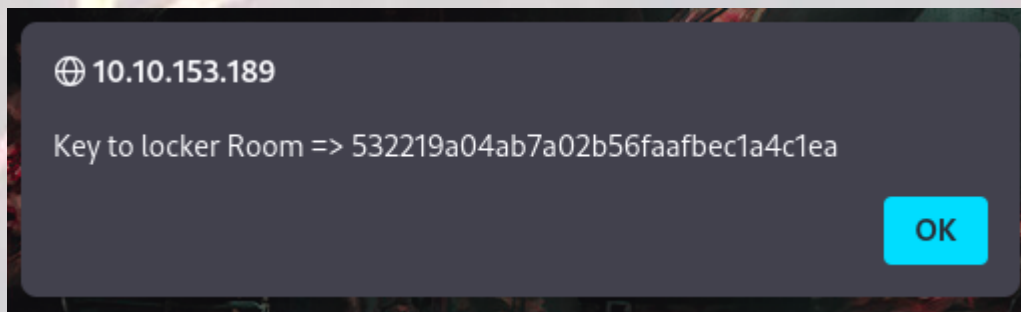 10.10.153.189
Key to locker Room => 532219a04ab7a02b56faafbec1a4c1ea
OK